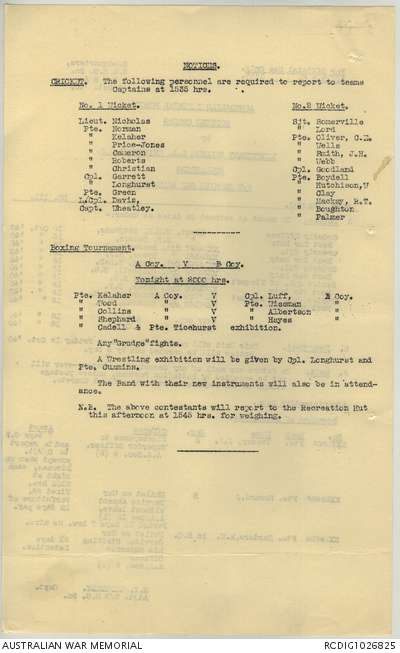 NOTICES.
CRICKET. The following personnel are required to report to teams
Captains at 1535 hrs.
No. 1 Wicket. No.2 Wicket.
Lieut. Nicholas Sjt. Somerville
Pte. Norman " Lord
" Kelaher Pte. Oliver, C.E.
" Price-Jones " Wells
" Cameron " Smith, J.H.
" Roberts " Webb
" Christian Cpl. Goodland
Cpl. Garrett Pte. Boydell
" Longhurst " Hutchison,W
Pte. Green " Clay
L/Cpl. Davis, " Mackay, R.T.
Capt. Wheatley. " Boughton
" Palmer
Boxing Tournament.
A Coy. V B Coy.
Tonight at 2000 hrs.
Pte. Kelaher A Coy. V Cpl. Luff, B Coy.
" Wood " V Pte. Wiseman "
" Collins " V " Albertson "
" Shephard " V " Hayes "
" Cadell & Pte. Ticehurst exhibition.
Any "Grudge" fights.
A Wrestling exhibition will be given by Cpl. Longhurst and
Pte. Cummins.
The Band with their new instruments will also be in attend-
ance.
N.B. The above contestants will report to the Recreation Hut
this afternoon at 1545 hrs. for weighing.
AUSTRALIAN WAR MEMORIAL RCDIG1026825